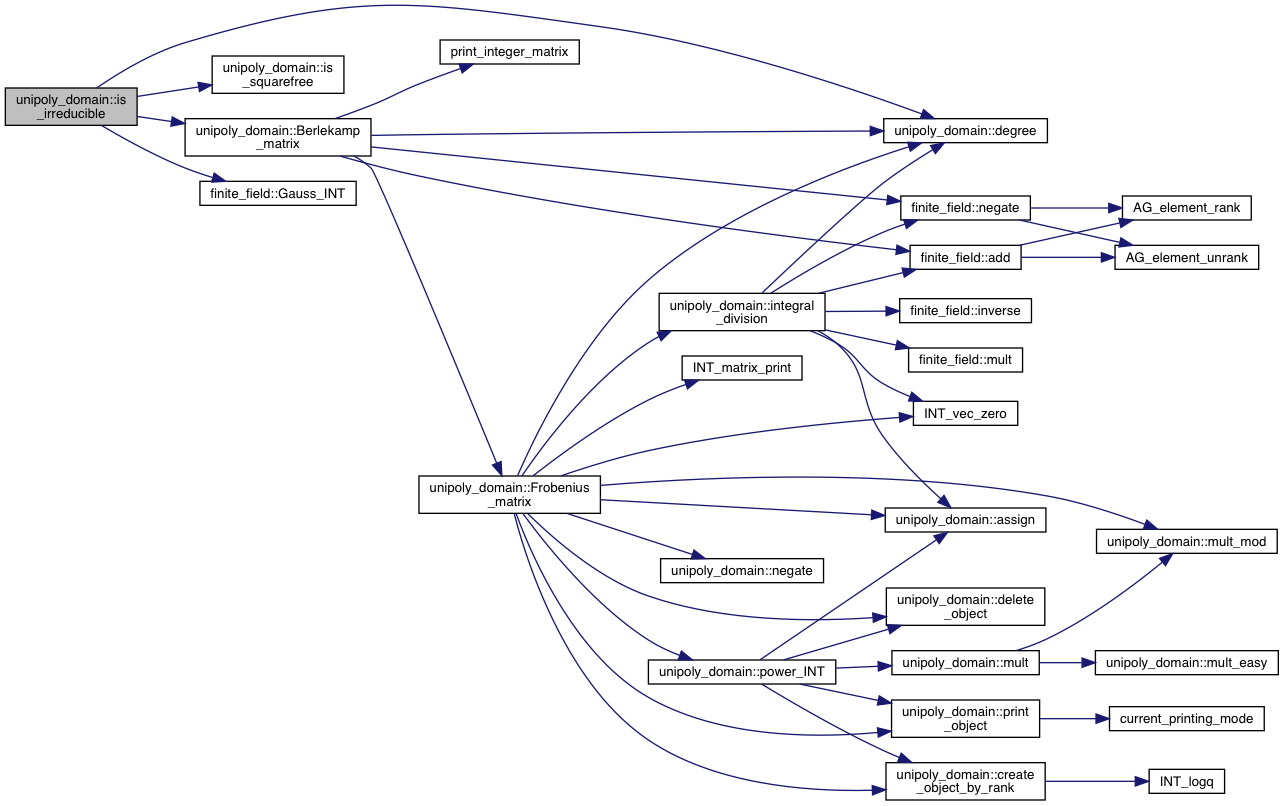 unipoly_domain::is
_irreducible
unipoly_domain::is
_squarefree
unipoly_domain::Berlekamp
_matrix
finite_field::Gauss_INT
print_integer_matrix
unipoly_domain::Frobenius
_matrix
unipoly_domain::integral
_division
INT_matrix_print
unipoly_domain::negate
unipoly_domain::power_INT
unipoly_domain::degree
finite_field::negate
finite_field::add
finite_field::inverse
finite_field::mult
INT_vec_zero
unipoly_domain::assign
unipoly_domain::delete
_object
unipoly_domain::mult
unipoly_domain::print
_object
unipoly_domain::create
_object_by_rank
AG_element_rank
AG_element_unrank
unipoly_domain::mult_mod
unipoly_domain::mult_easy
current_printing_mode
INT_logq